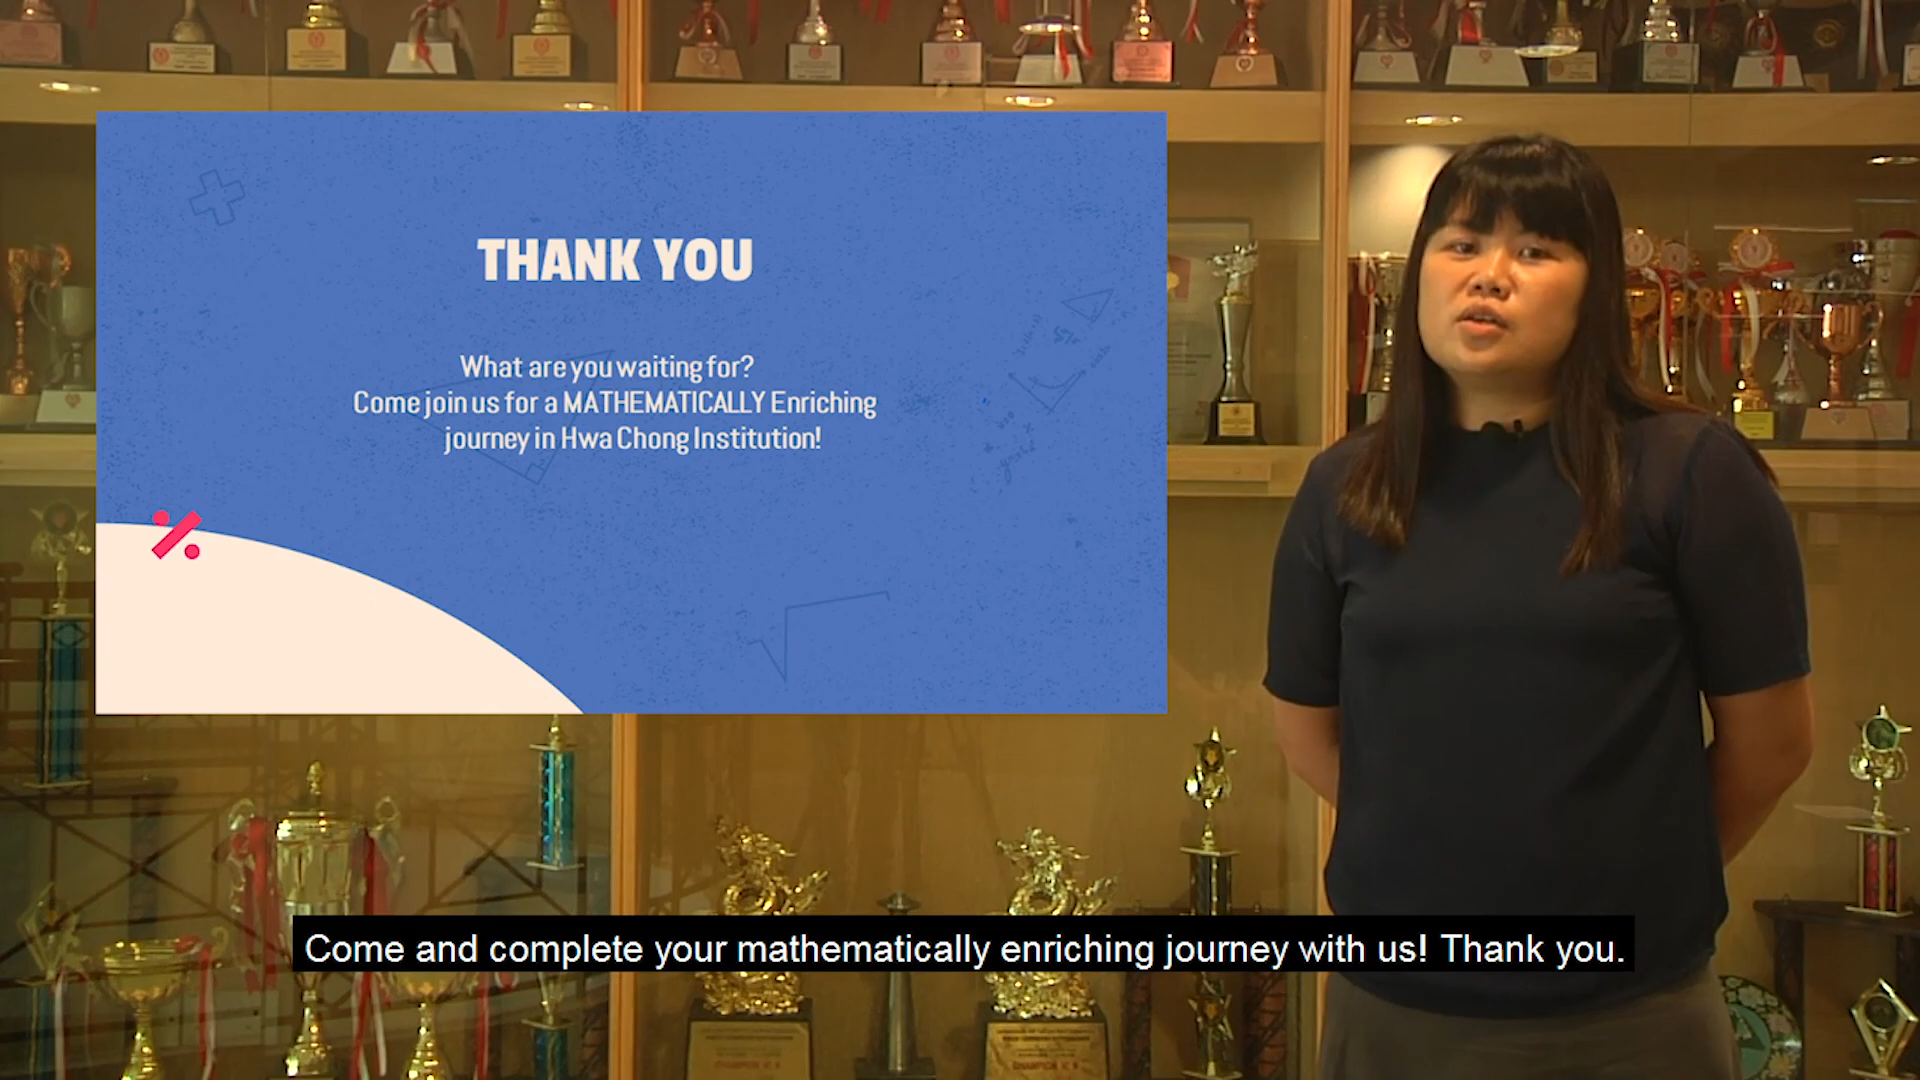 THANK YOU
What are you waiting for?
Come join us for a MATHEMATICALLY Enriching
journey in Hwa Chong Institution!
Come and complete your mathematically enriching journey with us! Thank you.